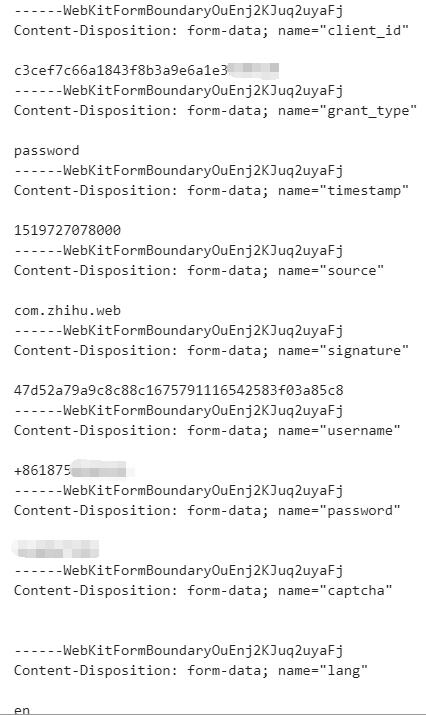 ------WebKitFormBoundaryOuEnj2KJuq2uyaFj
Content-Disposition: form-data; name="client_id"
c3cef7c66a1843f8b3a9e6a1e3
------WebKitFormBoundaryOuEnj2KJuq2uyaFj
Content-Disposition: form-data; name="grant_type"
password
------WebKitFormBoundaryOuEnj2KJuq2uyaFj
Content-Disposition: form-data; name="timestamp"
1519727078000
------WebKitFormBoundaryOuEnj2KJuq2uyaFj
Content-Disposition: form-data; name="source"
com.zhihu.web
------WebKitFormBoundaryOuEnj2KJuq2uyaFj
Content-Disposition: form-data; name="signature"
47d52a79a9c8c88c1675791116542583f03a85c8
------WebKitFormBoundaryOuEnj2KJuq2uyaFj
Content-Disposition: form-data; name="username"
+861875
------WebKitFormBoundaryOuEnj2KJuq2uyaFj
Content-Disposition: form-data; name="password"
------WebKitFormBoundaryOuEnj2KJuq2uyaFj
Content-Disposition: form-data; name="captcha"
------WebKitFormBoundaryOuEnj2KJuq2uyaFj
Content-Disposition: form-data; name="lang"
en